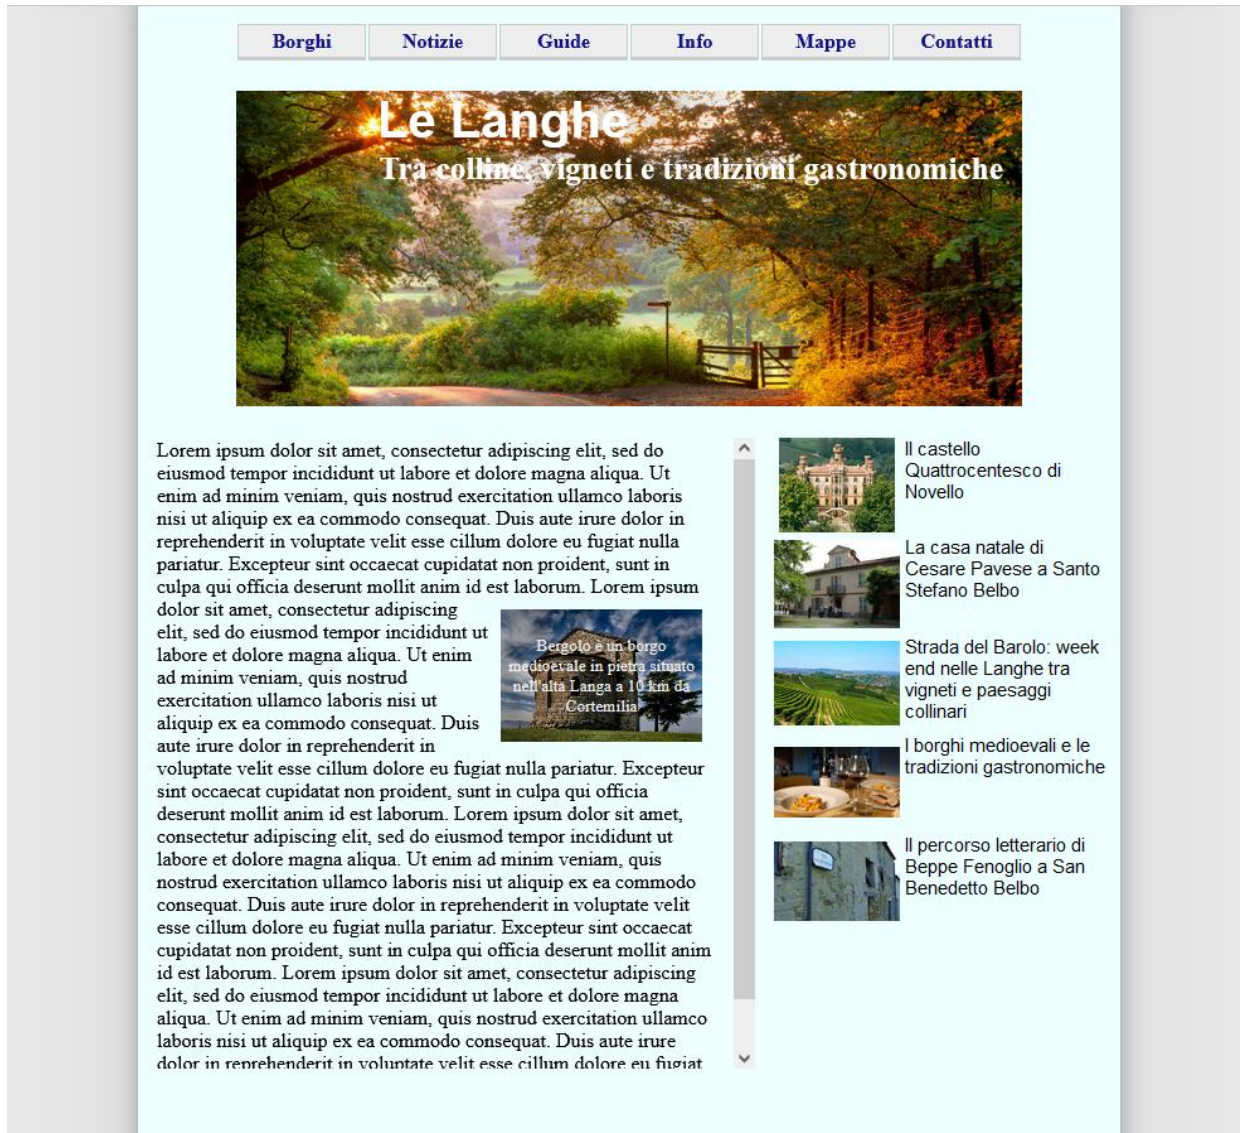 Borghi
Notizie
Guide
Info
Mappe
Contatti
Le Langhe
Tra colline, vigneti e tradizioni gastronomiche
Lorem ipsum dolor sit amet, consectetur adipiscing elit, sed do
eiusmod tempor incididunt ut labore et dolore magna aliqua. Ut
enim ad minim veniam, quis nostrud exercitation ullamco laboris
nisi ut aliquip ex ea commodo consequat. Duis aute irure dolor in
reprehenderit in voluptate velit esse cillum dolore eu fugiat nulla
pariatur. Excepteur sint occaecat cupidatat non proident, sunt in
culpa qui officia deserunt mollit anim id est laborum. Lorem ipsum
dolor sit amet, consectetur adipiscing
elit, sed do eiusmod tempor incididunt ut
labore et dolore magna aliqua. Ut enim
ad minim veniam, quis nostrud
exercitation ullamco laboris nisi ut
aliquip ex ea commodo consequat. Duis
aute irure dolor in reprehenderit in
voluptate velit esse cillum dolore eu fugiat nulla pariatur. Excepteur
sint occaecat cupidatat non proident, sunt in culpa qui officia
deserunt mollit anim id est laborum. Lorem ipsum dolor sit amet,
consectetur adipiscing elit, sed do eiusmod tempor incididunt ut
labore et dolore magna aliqua. Ut enim ad minim veniam, quis
nostrud exercitation ullamco laboris nisi ut aliquip ex ea commodo
consequat. Duis aute irure dolor in reprehenderit in voluptate velit
esse cillum dolore eu fugiat nulla pariatur. Excepteur sint occaecat
cupidatat non proident, sunt in culpa qui officia deserunt mollit anim
id est laborum. Lorem ipsum dolor sit amet, consectetur adipiscing
elit, sed do eiusmod tempor incididunt ut labore et dolore magna
aliqua. Ut enim ad minim veniam, quis nostrud exercitation ullamco
laboris nisi ut aliquip ex ea commodo consequat. Duis aute irure
dolor in reprehenderit in voluptate velit esse cillum dolore eu fugiat
Bergolo è un borgo
medioevale in pietra situato
nell'alta Langa a 10 km da
Cortemilia
Il castello
Quattrocentesco di
Novello
La casa natale di
Cesare Pavese a Santo
Stefano Belbo
Strada del Barolo: week
end nelle Langhe tra
vigneti e paesaggi
collinari
I borghi medioevali e le
tradizioni gastronomiche
Il percorso letterario di
Beppe Fenoglio a San
Benedetto Belbo